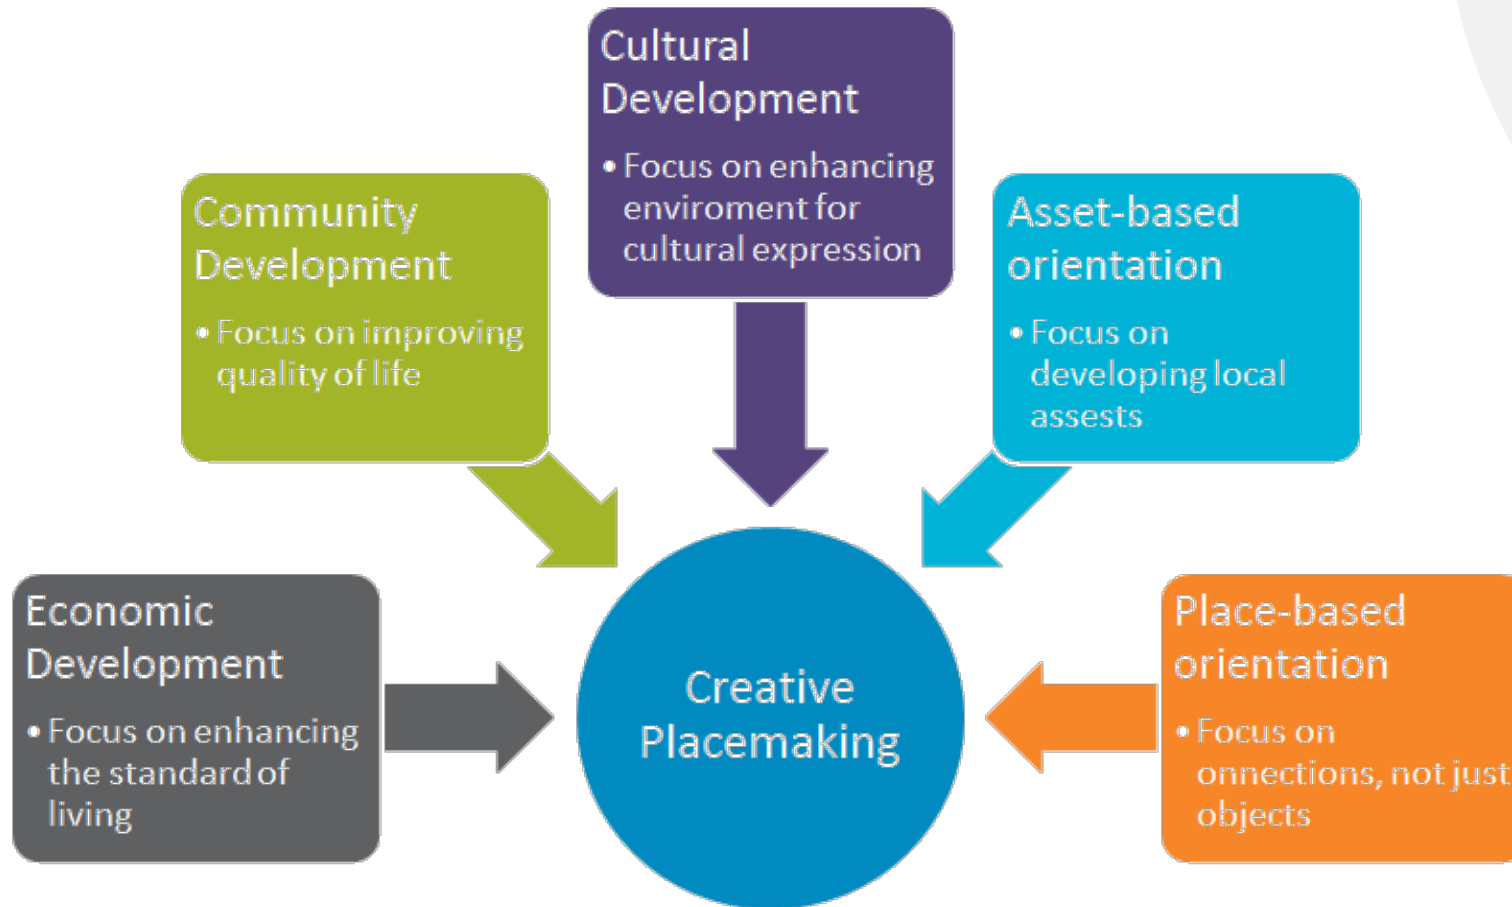 Cultural
Development
• Focus on enhancing
enviroment for
cultural expression
Community
Development
• Focus on improving
quality of life
Asset-based
orientation
• Focus on
developing local
assests
Economic
Development
• Focus on enhancing
the standard of
living
Creative
Placemaking
Place-based
orientation
• Focus on
onnections, not just
objects